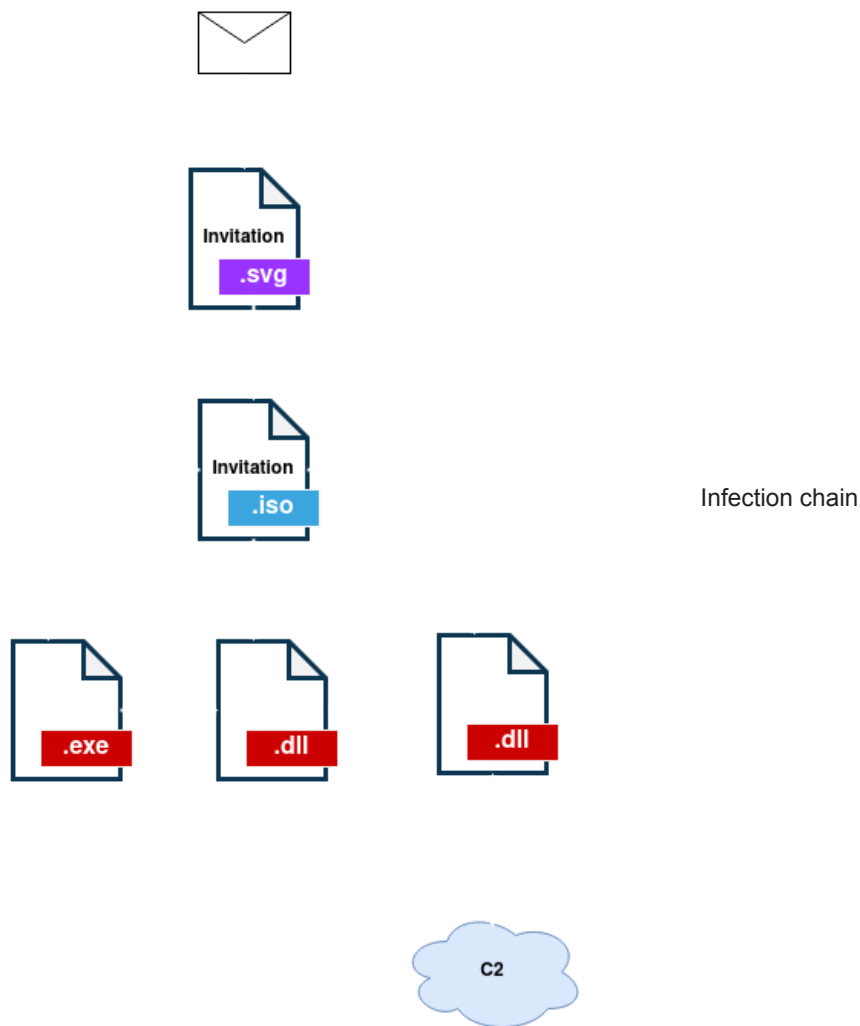 Invitation
.svg
Invitation
.iso
Infection chain
.exe
.dll
.dll
C2